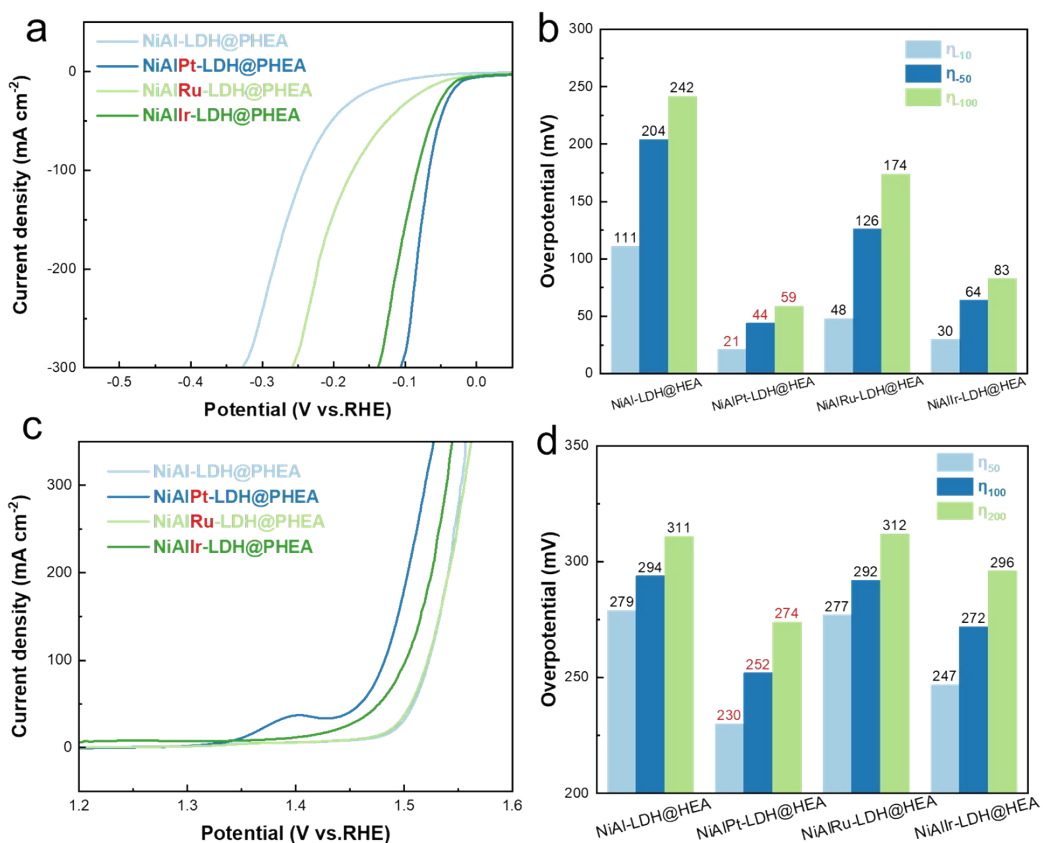 a
NiAl-LDH@PHEA
NiAlPt-LDH@PHEA
NiAlRu-LDH@PHEA
NiAlIr-LDH@PHEA
Current density (mA cm-2)
0
-100
-200
-300
-0.5
-0.4
-0.3
-0.2
-0.1
0.0
Potential (V vs.RHE)
b
η-10
η-50
η-100
Overpotential (mV)
300
250
200
150
100
50
0
111
204
242
21
44
59
48
126
174
30
64
83
NiAl-LDH@HEA
NiAlPt-LDH@HEA
NiAlRu-LDH@HEA
NiAlIr-LDH@HEA
c
NiAl-LDH@PHEA
NiAlPt-LDH@PHEA
NiAlRu-LDH@PHEA
NiAlIr-LDH@PHEA
Current density (mA cm-2)
300
200
100
0
1.2
1.3
1.4
1.5
1.6
Potential (V vs.RHE)
d
η50
η100
η200
Overpotential (mV)
350
300
250
200
279
294
311
230
252
274
277
292
312
247
272
296
NiAl-LDH@HEA
NiAlPt-LDH@HEA
NiAlRu-LDH@HEA
NiAlIr-LDH@HEA